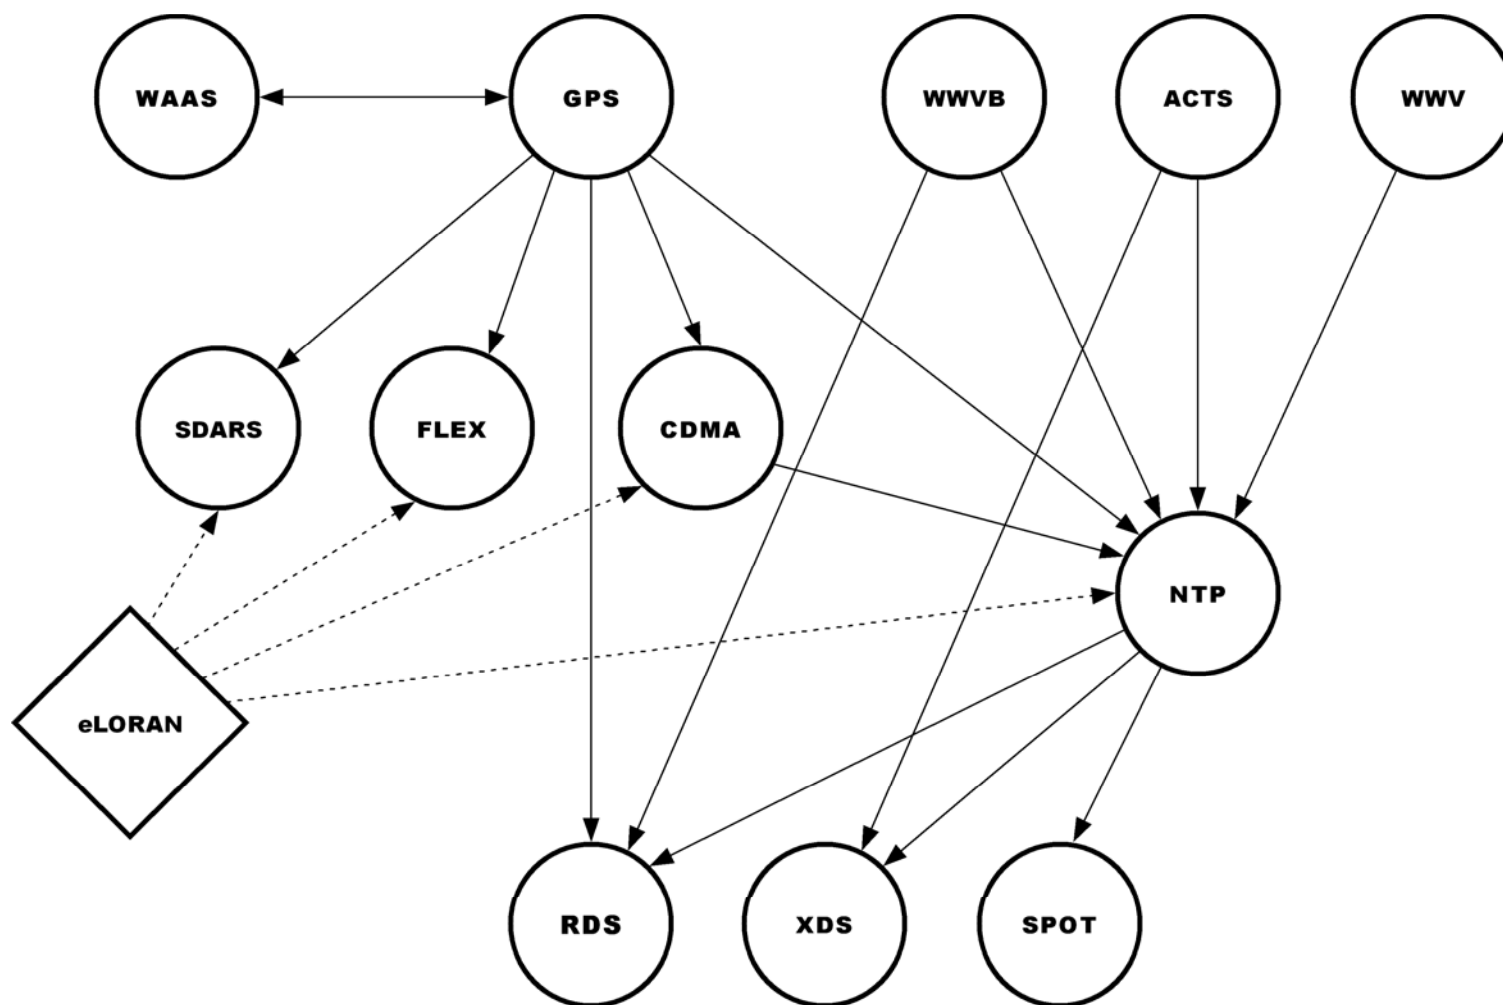 WAAS
GPS
WWVB
ACTS
WWV
SDARS
FLEX
CDMA
NTP
eLORAN
RDS
XDS
SPOT